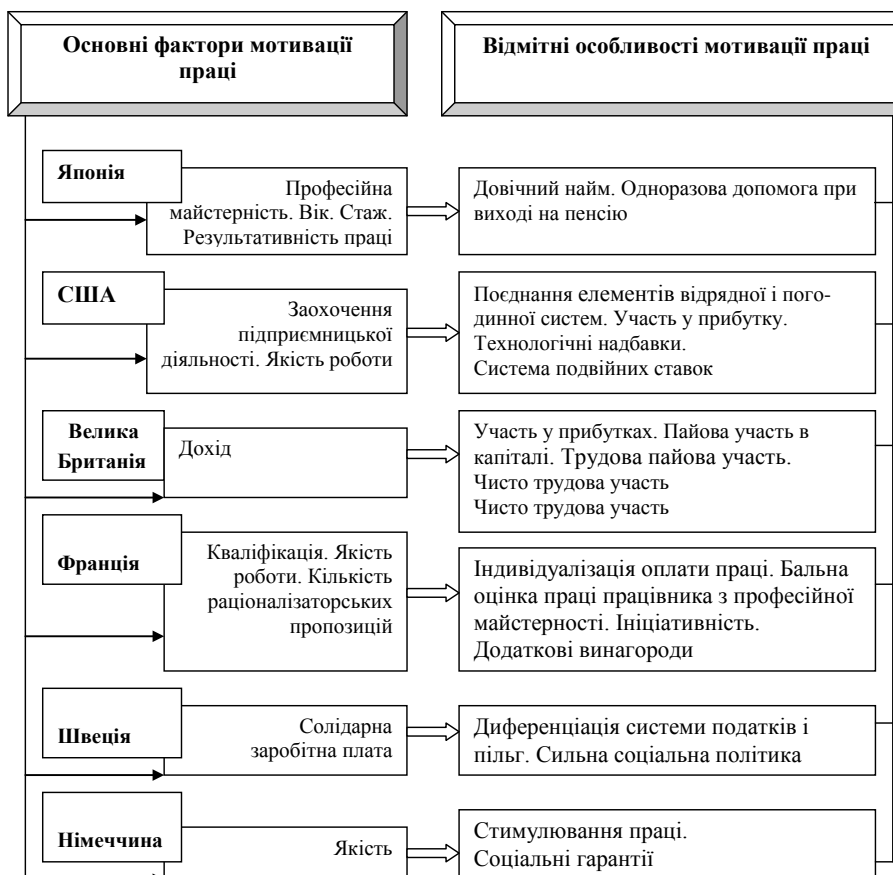 Основні фактори мотивації
праці
Відмітні особливості мотивації праці
Японія
Професійна
майстерність. Вік. Стаж.
Результативність праці
Довічний найм. Одноразова допомога при
виході на пенсію
США
Заохочення
підприємницької
діяльності. Якість роботи
Поєднання елементів відрядної і пого-
динної систем. Участь у прибутку.
Технологічні надбавки.
Система подвійних ставок
Велика
Британія
Дохід
Участь у прибутках. Пайова участь в
капіталі. Трудова пайова участь.
Чисто трудова участь
Чисто трудова участь
Франція
Кваліфікація. Якість
роботи. Кількість
раціоналізаторських
пропозицій
Індивідуалізація оплати праці. Бальна
оцінка праці працівника з професійної
майстерності. Ініціативність.
Додаткові винагороди
Швеція
Солідарна
заробітна плата
Диференціація системи податків і
пільг. Сильна соціальна політика
Німеччина
Якість
Стимулювання праці.
Соціальні гарантії